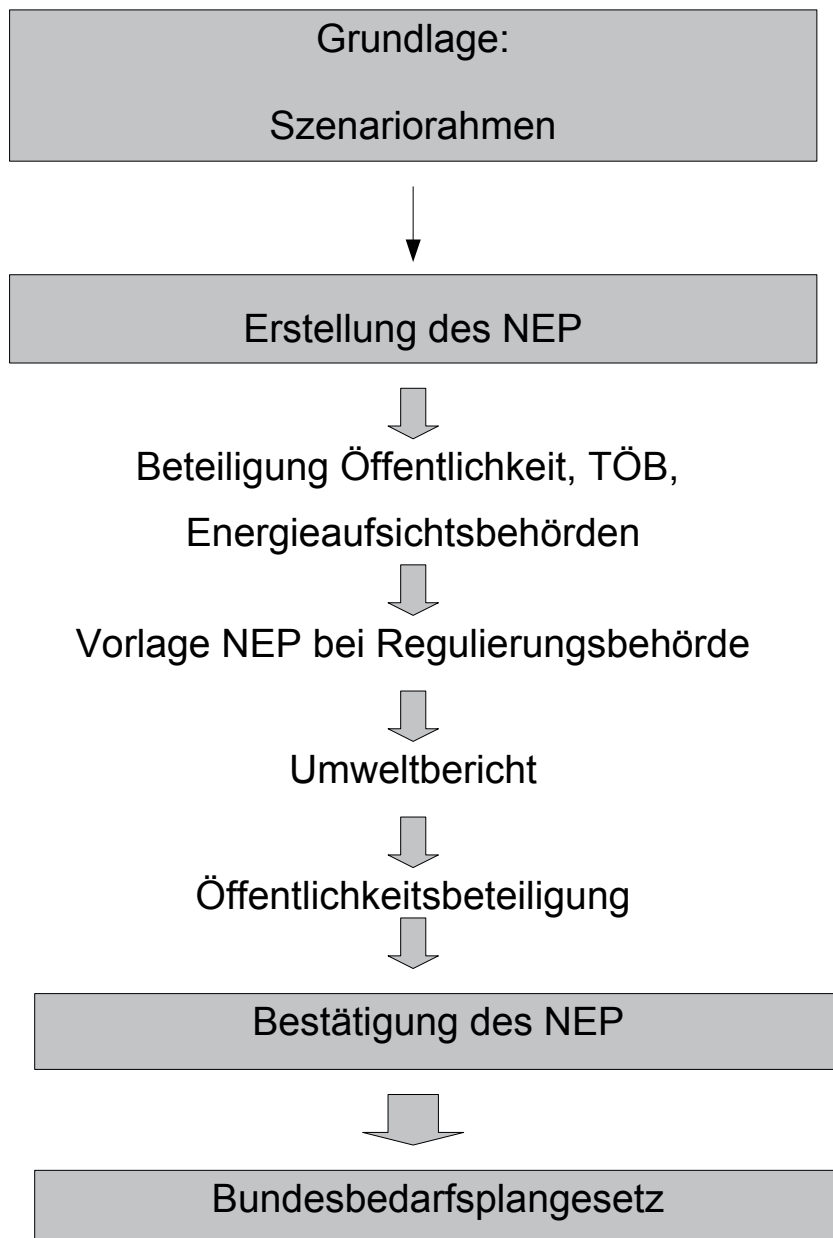 Grundlage:
Szenariorahmen
Erstellung des NEP
Beteiligung Öffentlichkeit, TÖB,
Energieaufsichtsbehörden
Vorlage NEP bei Regulierungsbehörde
Umweltbericht
Öffentlichkeitsbeteiligung
Bestätigung des NEP
Bundesbedarfsplangesetz